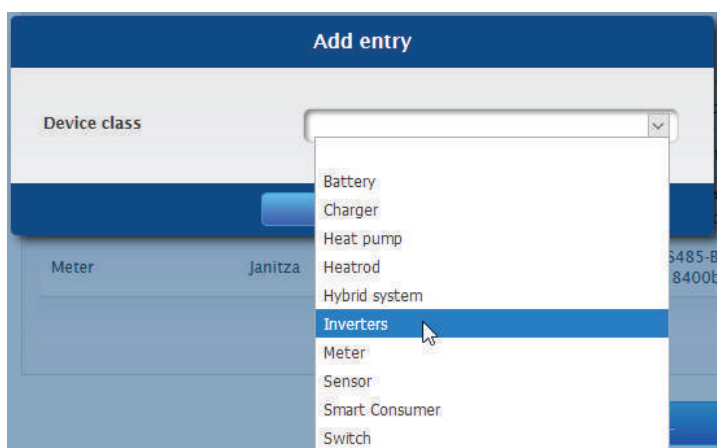 Add entry
Device class
Battery
Charger
Heat pump
Heatrod
Hybrid system
Inverters
Meter
Sensor
Smart Consumer
Switch
Meter Janitza
8400b